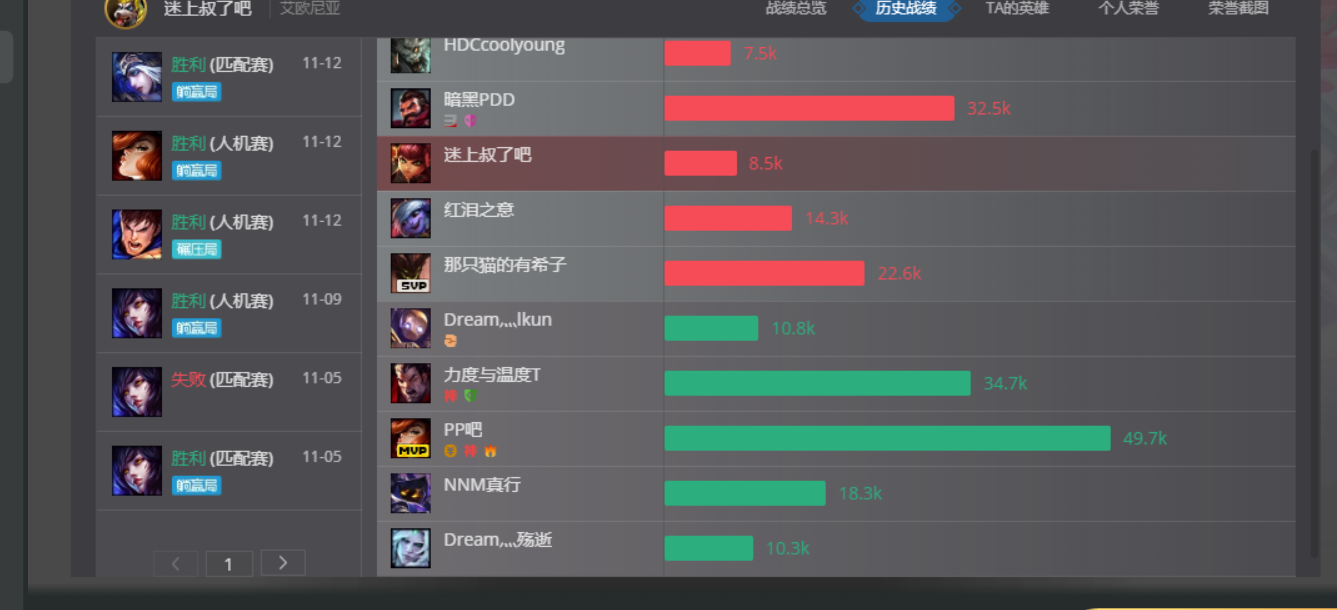 迷上叔了吧 艾欧尼亚 战绩总览 历史战绩 TA的英雄 个人荣誉 荣誉截图
胜利 (匹配赛) 11-12
躺赢局
胜利 (人机赛) 11-12
躺赢局
胜利 (人机赛) 11-12
碾压局
胜利 (人机赛) 11-09
躺赢局
失败 (匹配赛) 11-05
胜利 (匹配赛) 11-05
躺赢局
1
HDCcoolyoung 7.5k
暗黑PDD 32.5k
迷上叔了吧 8.5k
红泪之意 14.3k
那只猫的有希子 22.6k
SVP
Dream,,,,lkun 10.8k
力度与温度T 34.7k
神
PP吧 49.7k
MVP 神
NNM真行 18.3k
Dream,,,,殇逝 10.3k